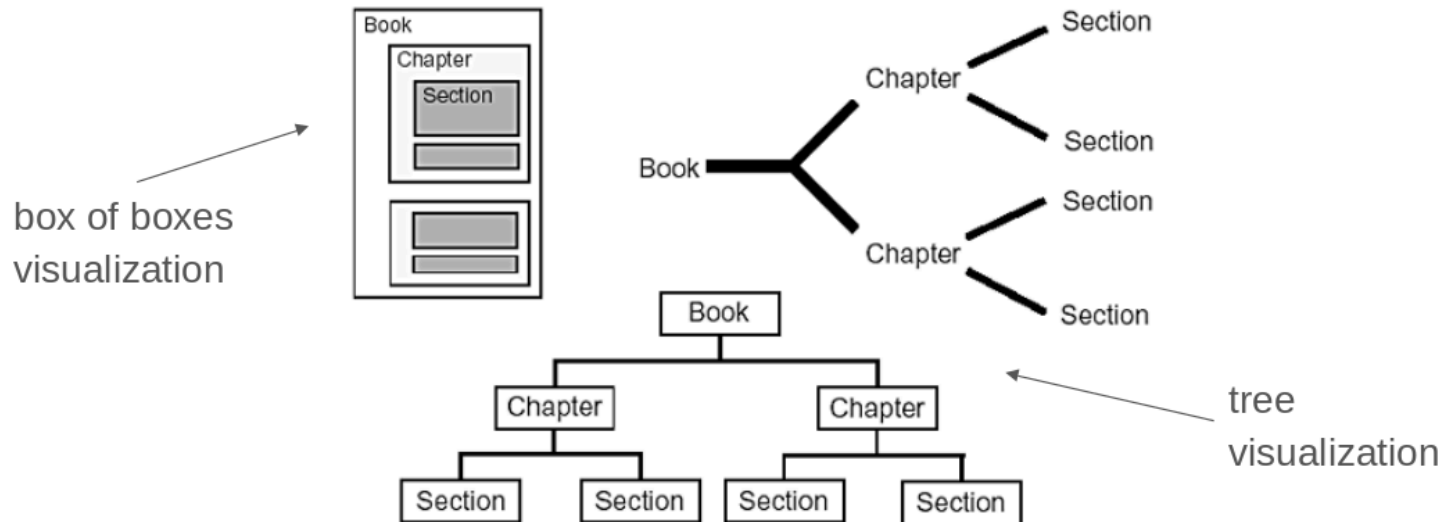 Book
Chapter
Section
box of boxes
visualization
Section
Chapter
Section
Book
Section
Chapter
Section
Book
Chapter
Chapter
Section
Section
Section
Section
tree
visualization